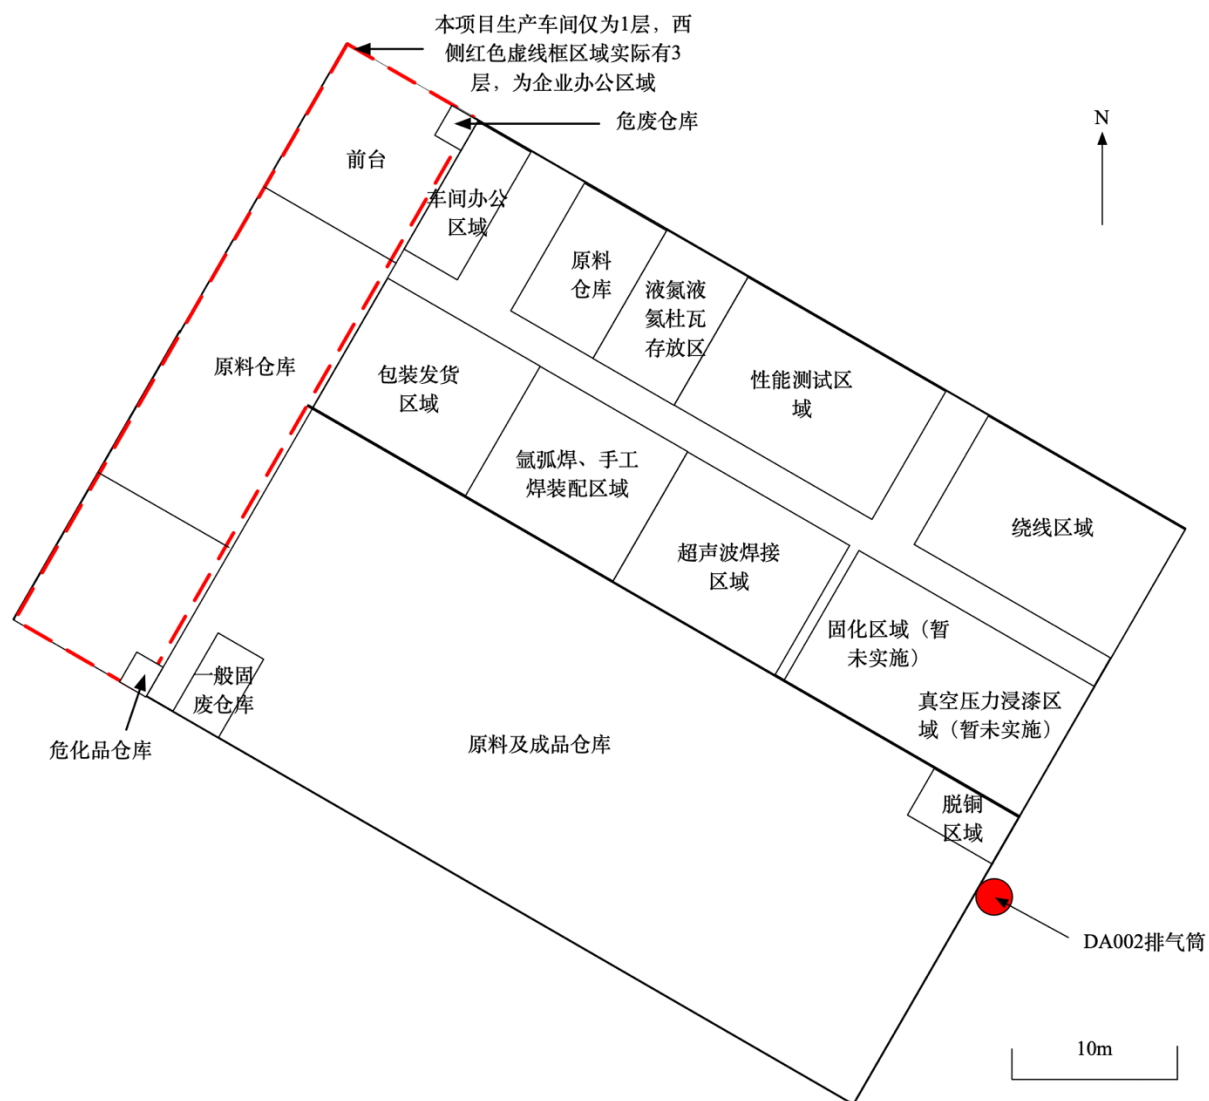 本项目生产车间仅为1层，西
侧红色虚线框区域实际有3
层，为企业办公区域
危废仓库
N
前台
车间办公
区域
原料
仓库
液氮液
氦杜瓦
存放区
原料仓库
包装发货
区域
性能测试区
域
氩弧焊、手工
焊装配区域
绕线区域
超声波焊接
区域
固化区域（暂
未实施）
一般固
废仓库
真空压力浸漆区
域（暂未实施）
危化品仓库
原料及成品仓库
脱铜
区域
DA002排气筒
10m